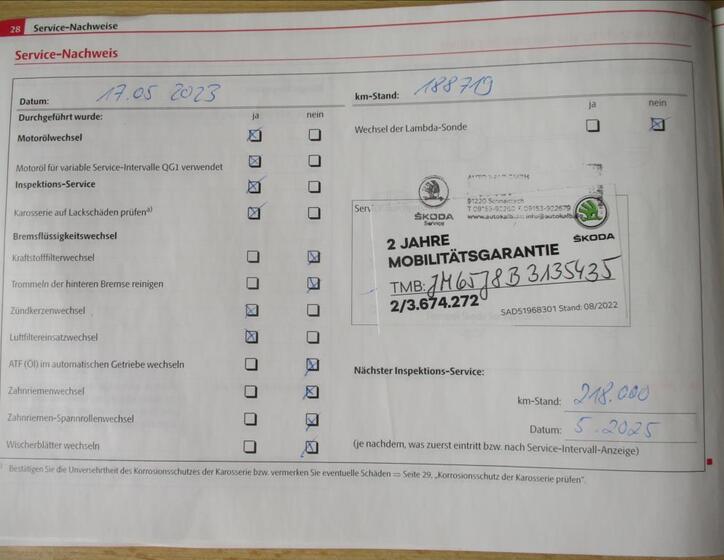 28 Service-Nachweise
Service-Nachweis
Datum: 17.05 2023
km-Stand: 188719
Durchgeführt wurde: ja nein
ja nein
Motorölwechsel
Wechsel der Lambda-Sonde
Motoröl für variable Service-Intervalle QG1 verwendet
Inspektions-Service
Karosserie auf Lackschäden prüfen a)
91220 Schnaittach
ŠKODA
Service
ŠKODA
2 JAHRE
MOBILITÄTSGARANTIE
TMB: JM65J8B3135435
2/3.674.272
SAD51968301 Stand: 08/2022
Bremsflüssigkeitswechsel
Kraftstofffilterwechsel
Trommeln der hinteren Bremse reinigen
Zündkerzenwechsel
Luftfiltereinsatzwechsel
ATF (Öl) im automatischen Getriebe wechseln
Zahnriemenwechsel
Zahnriemen-Spannrollenwechsel
Wischerblätter wechseln
Nächster Inspektions-Service:
km-Stand: 218.000
Datum: 5.2025
(je nachdem, was zuerst eintritt bzw. nach Service-Intervall-Anzeige)
Bestätigen Sie die Unversehrtheit des Korrosionsschutzes der Karosserie bzw. vermerken Sie eventuelle Schäden ⇒ Seite 29, „Korrosionsschutz der Karosserie prüfen“.